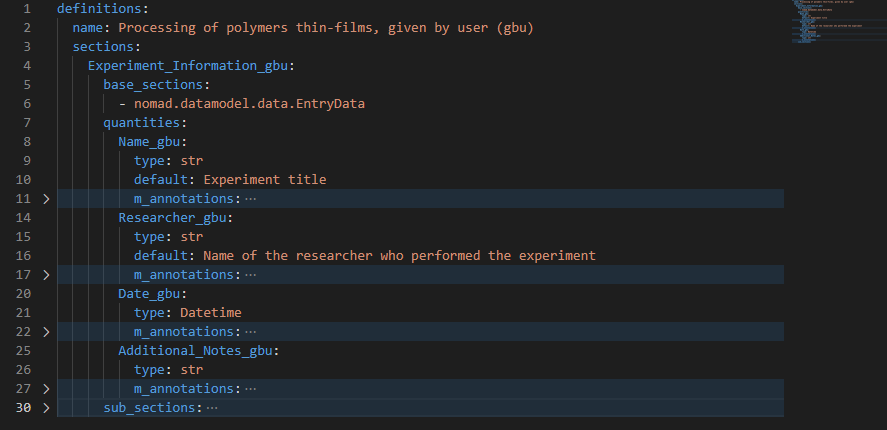 1 definitions:
2 name: Processing of polymers thin-films, given by user (gbu)
3 sections:
4 Experiment_Information_gbu:
5 base_sections:
6 - nomad.datamodel.data.EntryData
7 quantities:
8 Name_gbu:
9 type: str
10 default: Experiment title
11 > m_annotations: ···
14 Researcher_gbu:
15 type: str
16 default: Name of the researcher who performed the experiment
17 > m_annotations: ···
20 Date_gbu:
21 type: Datetime
22 > m_annotations: ···
25 Additional_Notes_gbu:
26 type: str
27 > m_annotations: ···
30 > sub_sections: ···